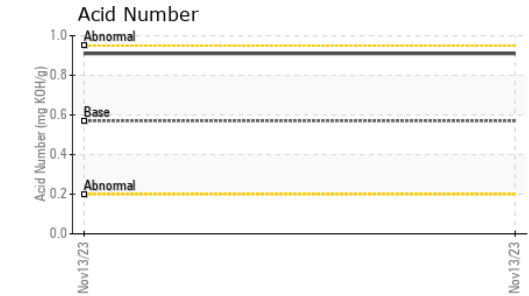 Acid Number
Acid Number (mg KOH/g)
1.0
0.8
0.6
0.4
0.2
0.0
Abnormal
Base
Abnormal
Nov13/23
Nov13/23